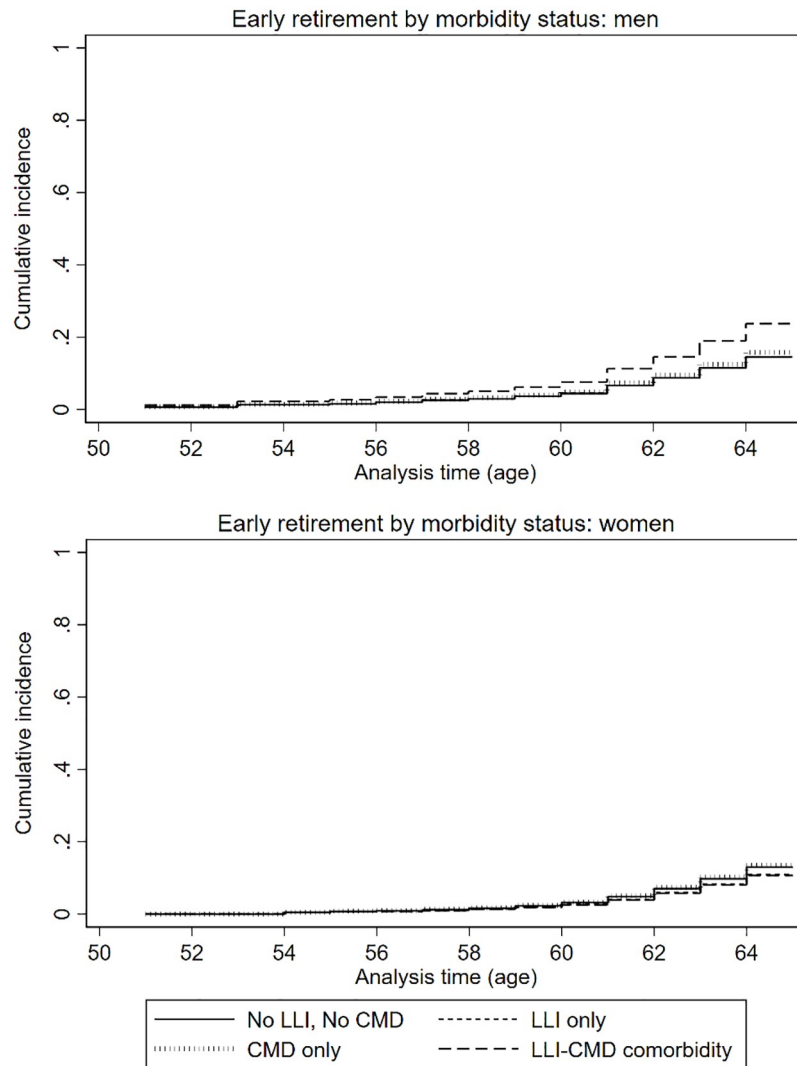 Early retirement by morbidity status: men
Cumulative incidence
1
.8
.6
.4
.2
0
50 52 54 56 58 60 62 64
Analysis time (age)
Early retirement by morbidity status: women
Cumulative incidence
1
.8
.6
.4
.2
0
50 52 54 56 58 60 62 64
Analysis time (age)
No LLI, No CMD LLI only
CMD only LLI-CMD comorbidity